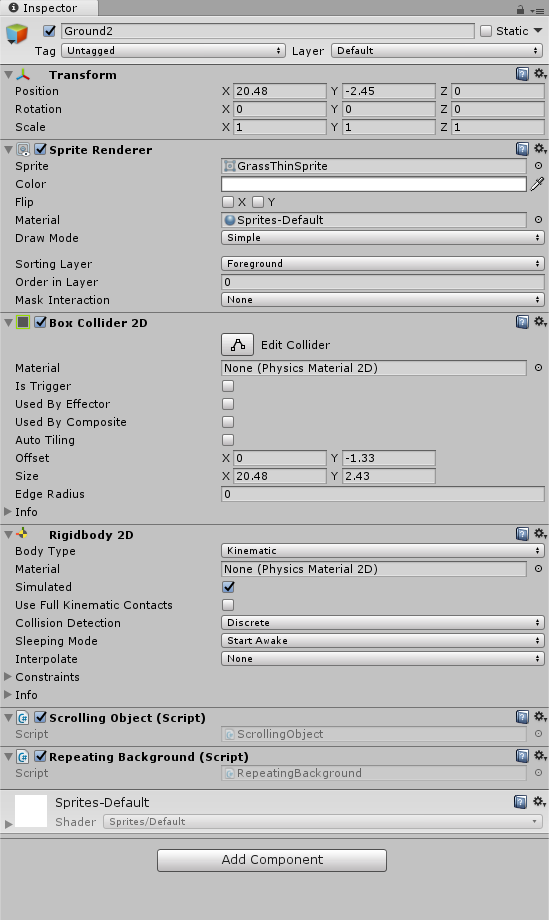 Inspector
Ground2 Static
Tag Untagged Layer Default
Transform
Position X 20.48 Y -2.45 Z 0
Rotation X 0 Y 0 Z 0
Scale X 1 Y 1 Z 1
Sprite Renderer
Sprite GrassThinSprite
Color
Flip X Y
Material Sprites-Default
Draw Mode Simple
Sorting Layer Foreground
Order in Layer 0
Mask Interaction None
Box Collider 2D
Edit Collider
Material None (Physics Material 2D)
Is Trigger
Used By Effector
Used By Composite
Auto Tiling
Offset X 0 Y -1.33
Size X 20.48 Y 2.43
Edge Radius 0
Info
Rigidbody 2D
Body Type Kinematic
Material None (Physics Material 2D)
Simulated
Use Full Kinematic Contacts
Collision Detection Discrete
Sleeping Mode Start Awake
Interpolate None
Constraints
Info
Scrolling Object (Script)
Script ScrollingObject
Repeating Background (Script)
Script RepeatingBackground
Sprites-Default
Shader Sprites/Default
Add Component